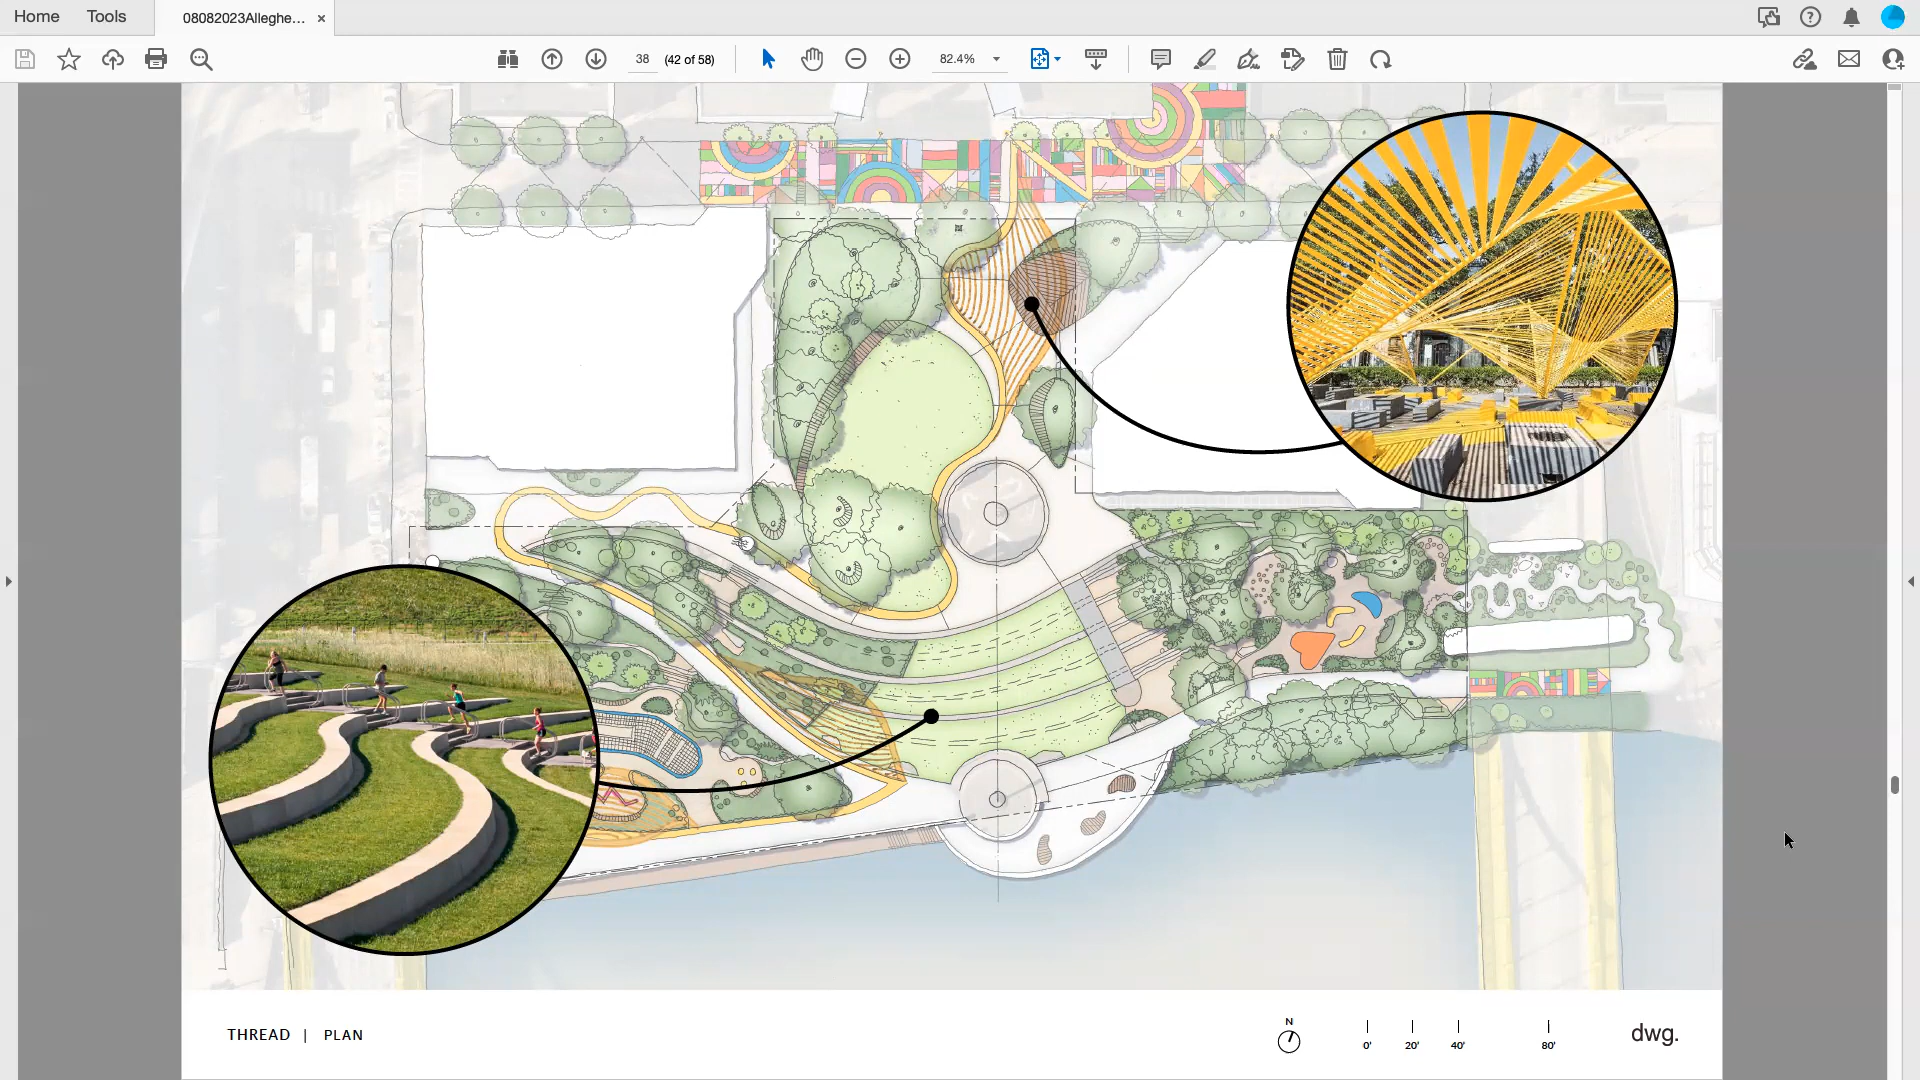 Home Tools 08082023Alleghe... ×
38 (42 of 58) 82.4%
THREAD | PLAN
N
0' 20' 40' 80'
dwg.